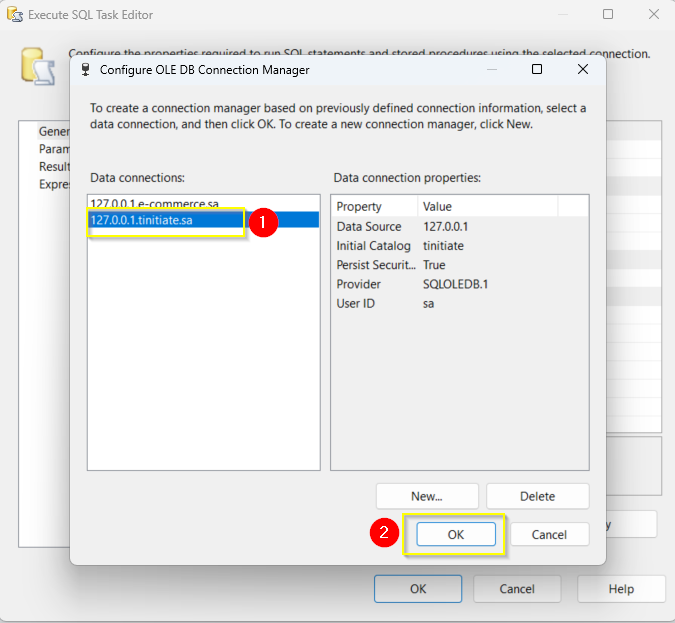 Execute SQL Task Editor
Configure the properties required to run SQL statements and stored procedures using the selected connection.
Configure OLE DB Connection Manager
To create a connection manager based on previously defined connection information, select a
data connection, and then click OK. To create a new connection manager, click New.
Gener
Param
Result
Expre
Data connections:
127.0.0.1.e-commerce.sa
127.0.0.1.tinitiate.sa
1
Data connection properties:
Property Value
Data Source 127.0.0.1
Initial Catalog tinitiate
Persist Securit... True
Provider SQLOLEDB.1
User ID sa
New... Delete
2 OK Cancel
y
OK Cancel Help